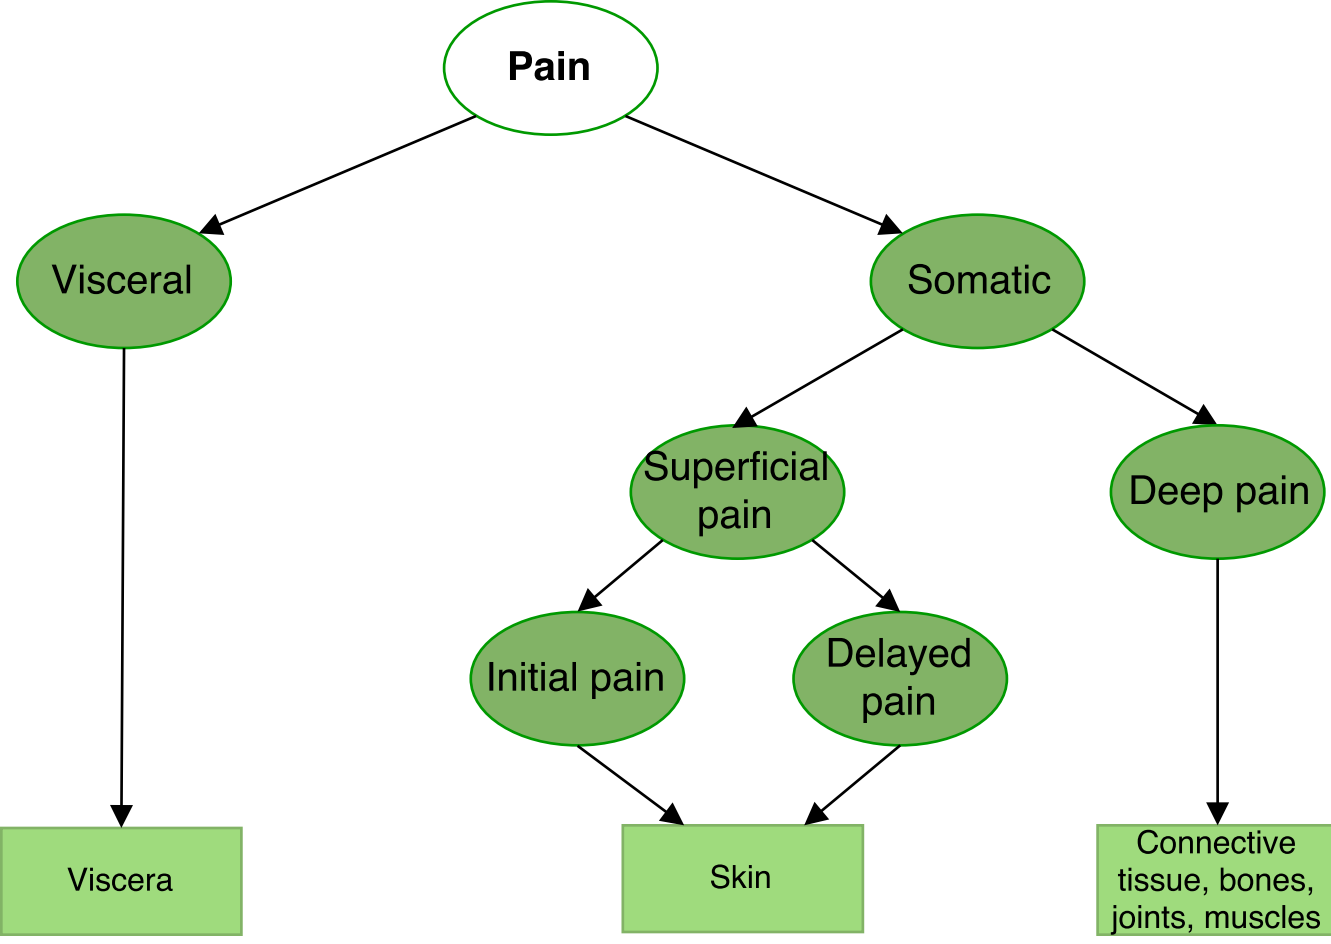 Pain
Visceral
Somatic
Superficial
pain
Deep pain
Initial pain
Delayed
pain
Viscera
Skin
Connective
tissue, bones,
joints, muscles